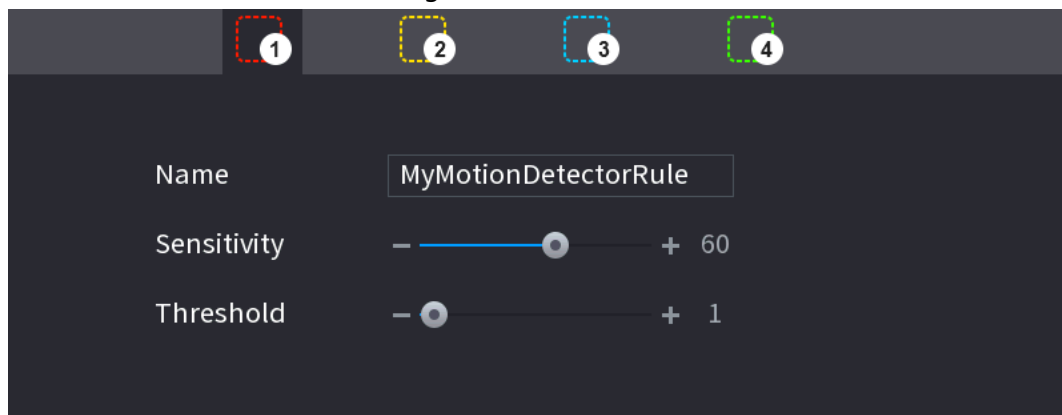 1 2 3 4
Name MyMotionDetectorRule
Sensitivity − + 60
Threshold − + 1